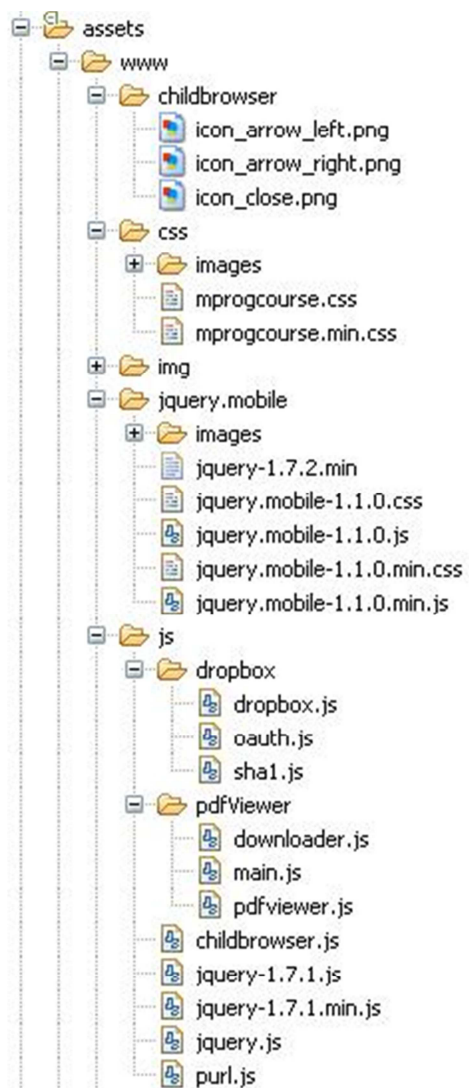 assets
www
childbrowser
icon_arrow_left.png
icon_arrow_right.png
icon_close.png
css
images
mprogcourse.css
mprogcourse.min.css
img
jquery.mobile
images
jquery-1.7.2.min
jquery.mobile-1.1.0.css
jquery.mobile-1.1.0.js
jquery.mobile-1.1.0.min.css
jquery.mobile-1.1.0.min.js
js
dropbox
dropbox.js
oauth.js
sha1.js
pdfViewer
downloader.js
main.js
pdfviewer.js
childbrowser.js
jquery-1.7.1.js
jquery-1.7.1.min.js
jquery.js
purl.js